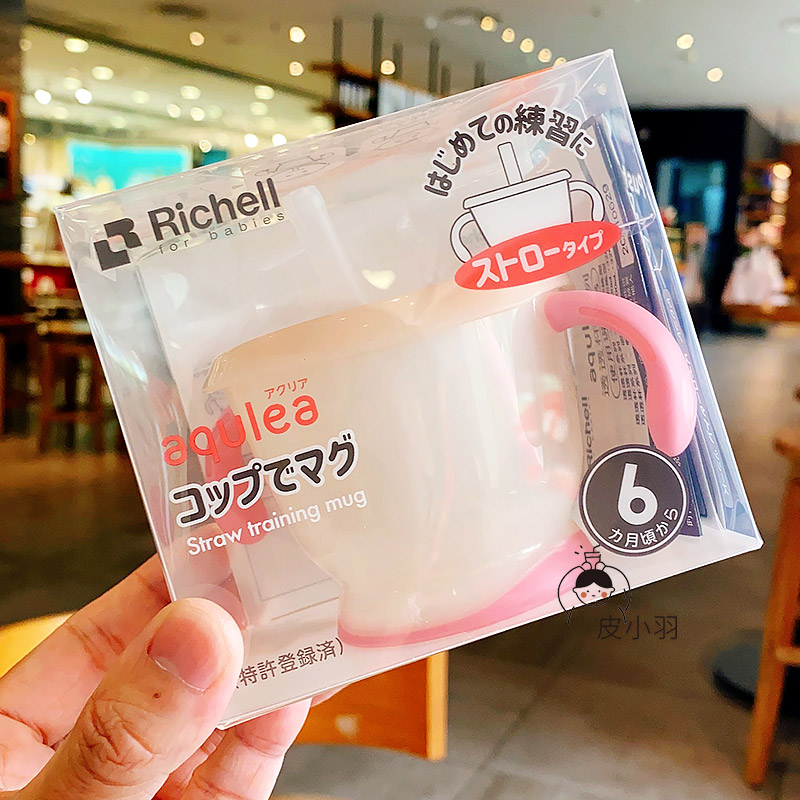 Richell
for babies
はじめての練習に
ストロータイプ
アクリア
aqulea
コップでマグ
Straw training mug
6
カ月頃から
特許登録済)
Richell
皮小羽